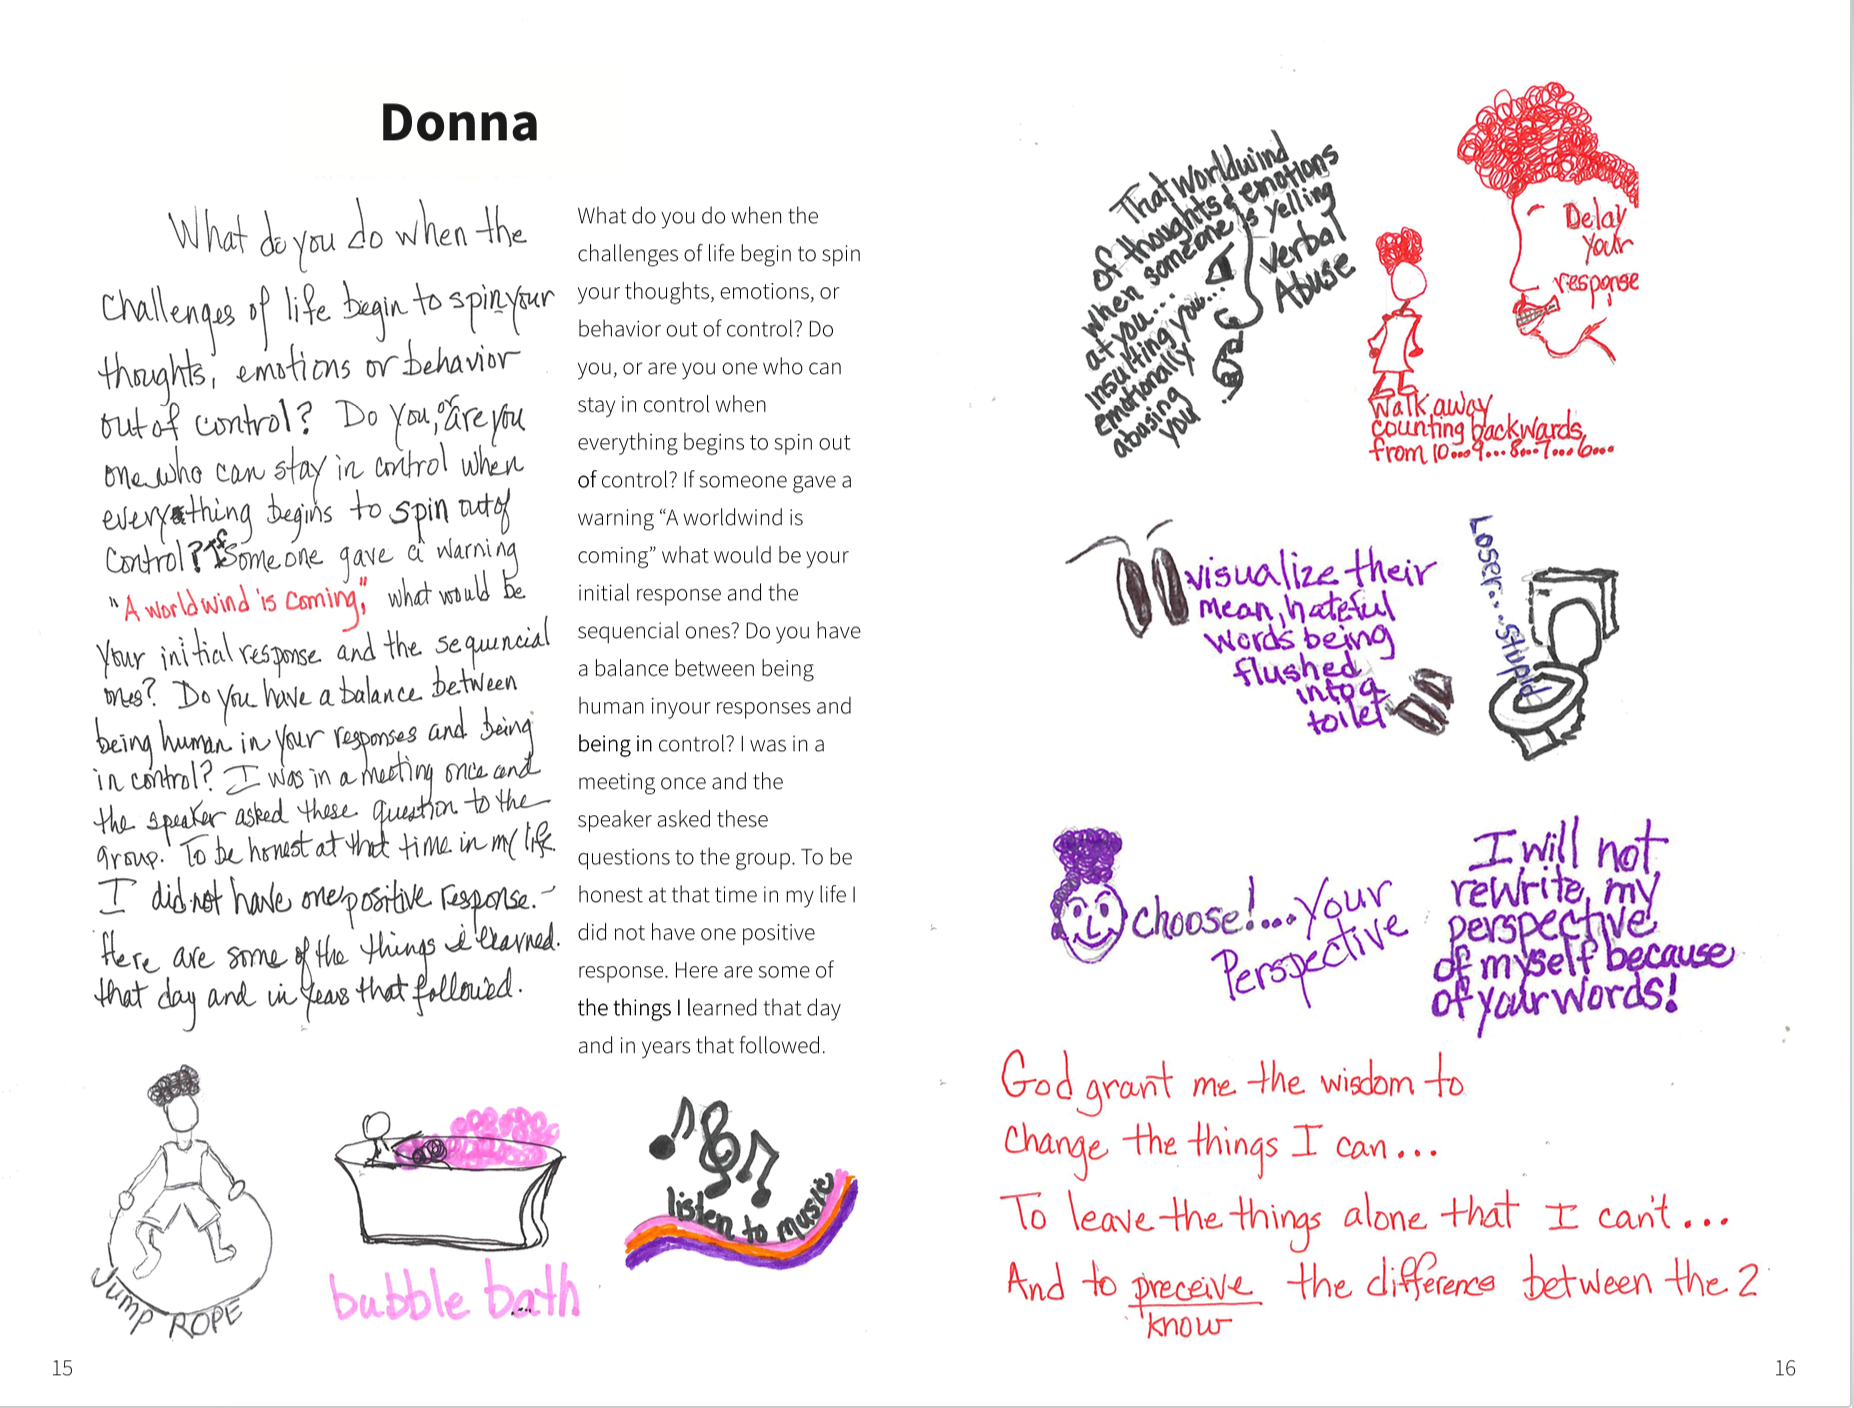 Donna
What do you do when the
challenges of life begin to spin your
thoughts, emotions or behavior
out of control? Do you, or are you
one who can stay in control when
everything begins to spin out of
control? If someone gave a warning
"A worldwind is coming," what would be
your initial response and the sequencial
ones? Do you have a balance between
being human in your responses and being
in control? I was in a meeting once and
the speaker asked these question to the
group. To be honest at that time in my life
I did not have one positive response. -
Here are some of the things i learned.
that day and in years that followed.
What do you do when the
challenges of life begin to spin
your thoughts, emotions, or
behavior out of control? Do
you, or are you one who can
stay in control when
everything begins to spin out
of control? If someone gave a
warning “A worldwind is
coming” what would be your
initial response and the
sequencial ones? Do you have
a balance between being
human inyour responses and
being in control? I was in a
meeting once and the
speaker asked these
questions to the group. To be
honest at that time in my life I
did not have one positive
response. Here are some of
the things I learned that day
and in years that followed.
JUMP ROPE
bubble bath
listen to music
15
That Worldwind
of thoughts & emotions
when someone is yelling
at you...
insulting you...
emotionally
abusing
you
Verbal
Abuse
Delay
your
response
Walk away
counting backwards
from 10...9...8...7...6...
visualize their
mean, hateful
words being
flushed
into a
toilet
Loser...stupid
choose!...Your
Perspective
I will not
rewrite my
perspective
of myself because
of your words!
God grant me the wisdom to
change the things I can...
To leave the things alone that I can't...
And to preceive the difference between the 2
know
16